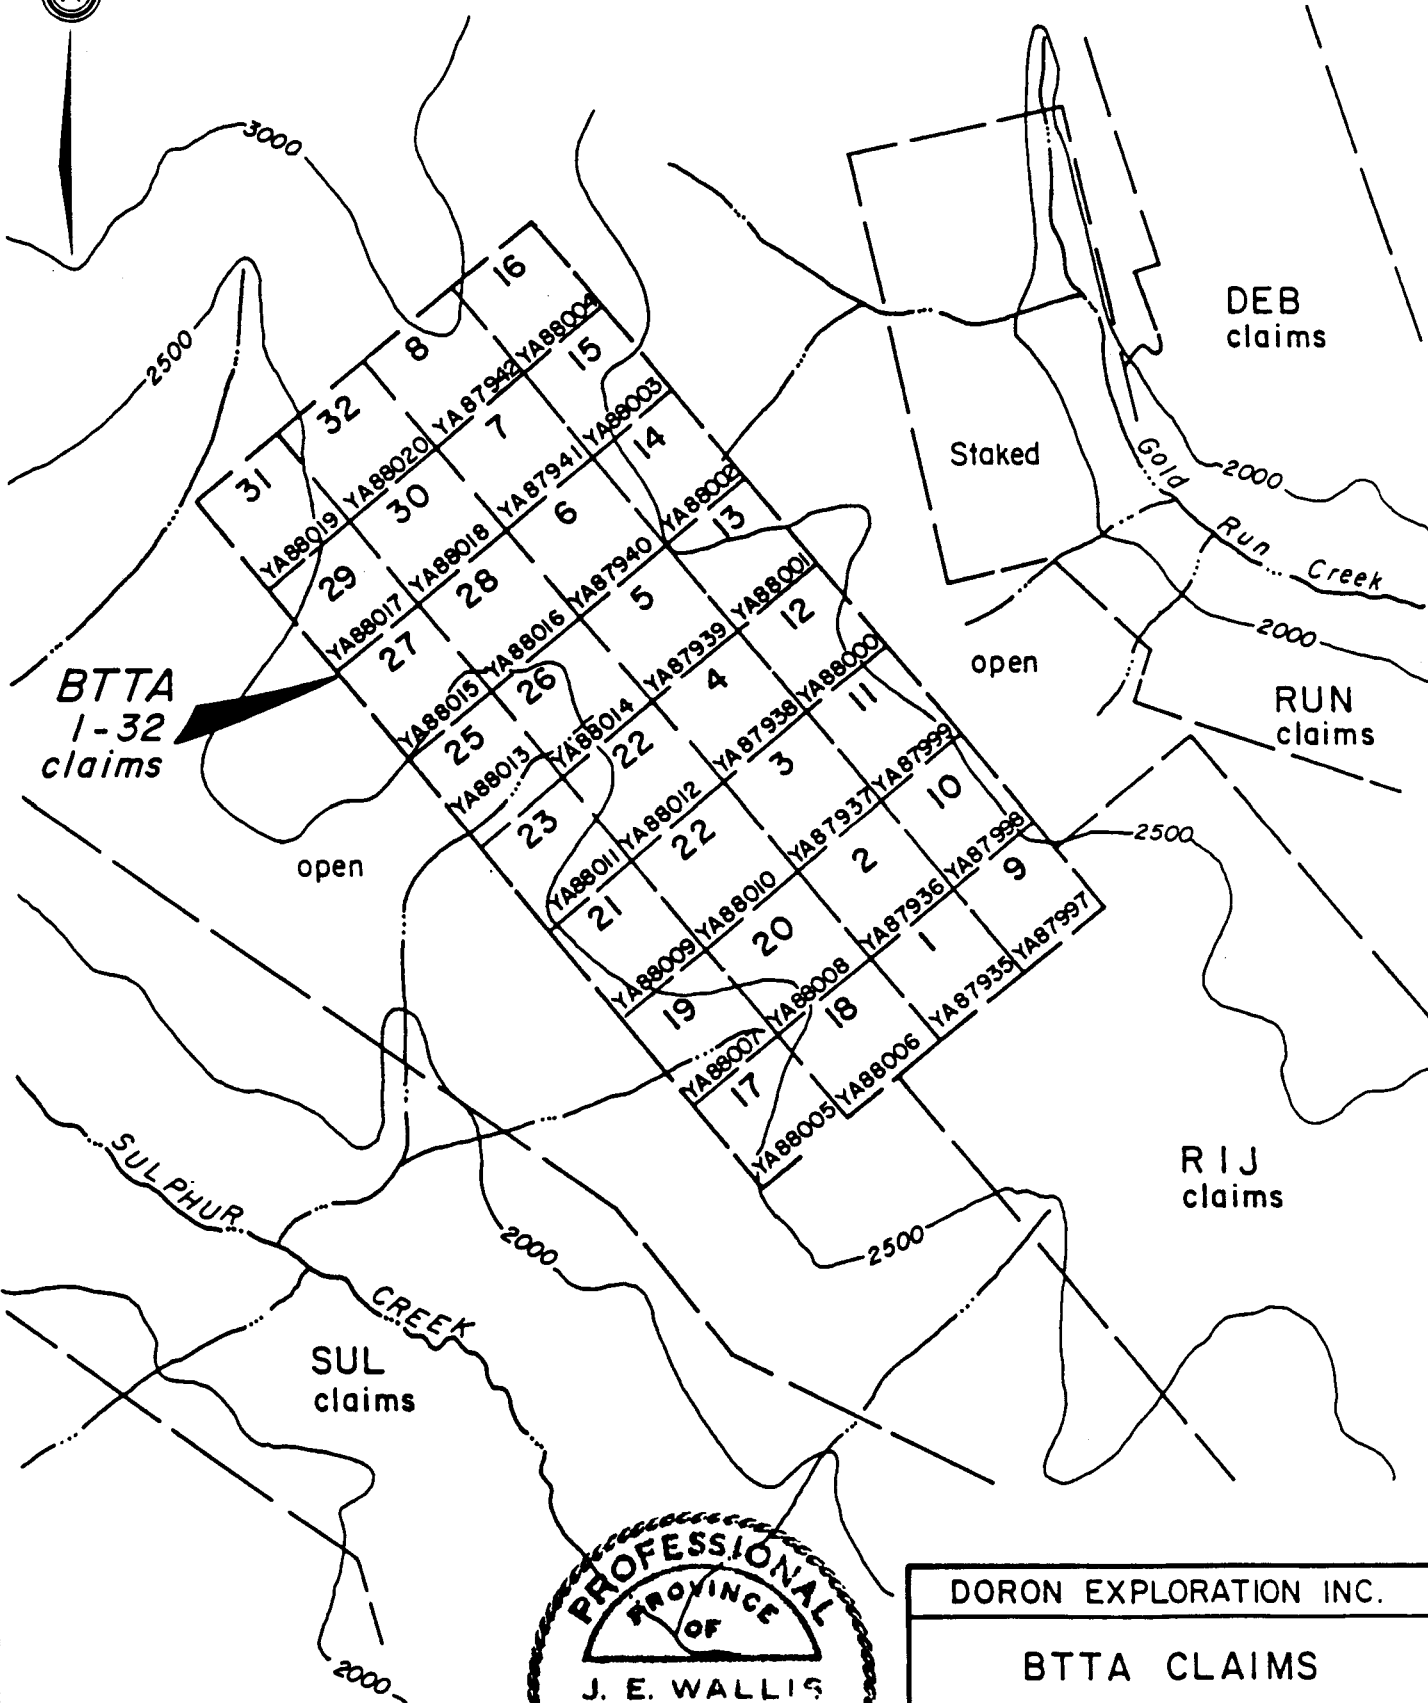 3000
2500
16
YA88004
8
15
YA87942
32
7
YA88003
YA88020
14
31
YA87941
30
6
YA88002
YA88019
YA88018
13
29
28
YA87940
5
YA88001
YA88017
YA88016
12
27
YA87939
26
4
YA88000
YA88015
YA88014
11
25
22
YA87938
3
YA87999
YA88013
YA88012
10
23
22
YA87937
2
YA87998
YA88011
YA88010
9
21
20
YA87936
1
YA87997
YA88009
YA88008
19
18
YA87935
YA88007
YA88006
17
YA88005
DEB
claims
Staked
Gold
Run
Creek
2000
2000
open
RUN
claims
BTTA
1-32
claims
open
2500
SULPHUR
CREEK
2000
2500
RIJ
claims
SUL
claims
2000
PROFESSIONAL
PROVINCE
OF
J. E. WALLIS
DORON EXPLORATION INC.
BTTA CLAIMS